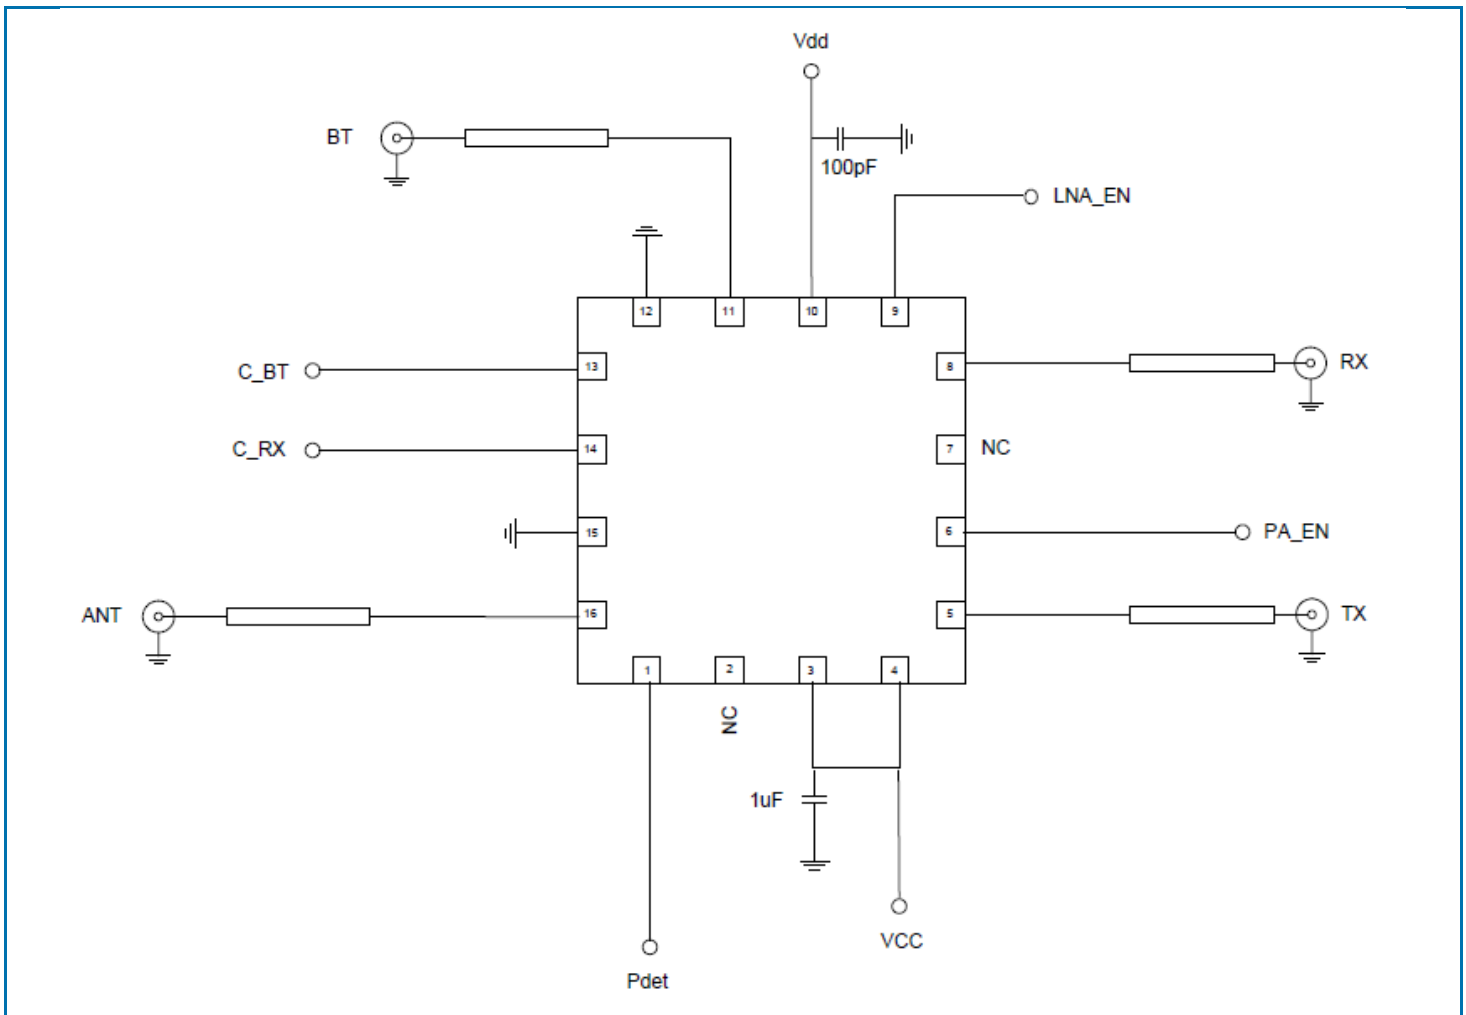 Vdd
BT
100pF
LNA_EN
12 11 10 9
C_BT 13 8 RX
C_RX 14 7 NC
15 6 PA_EN
ANT 16 5 TX
1 2 3 4
NC
1uF
VCC
Pdet